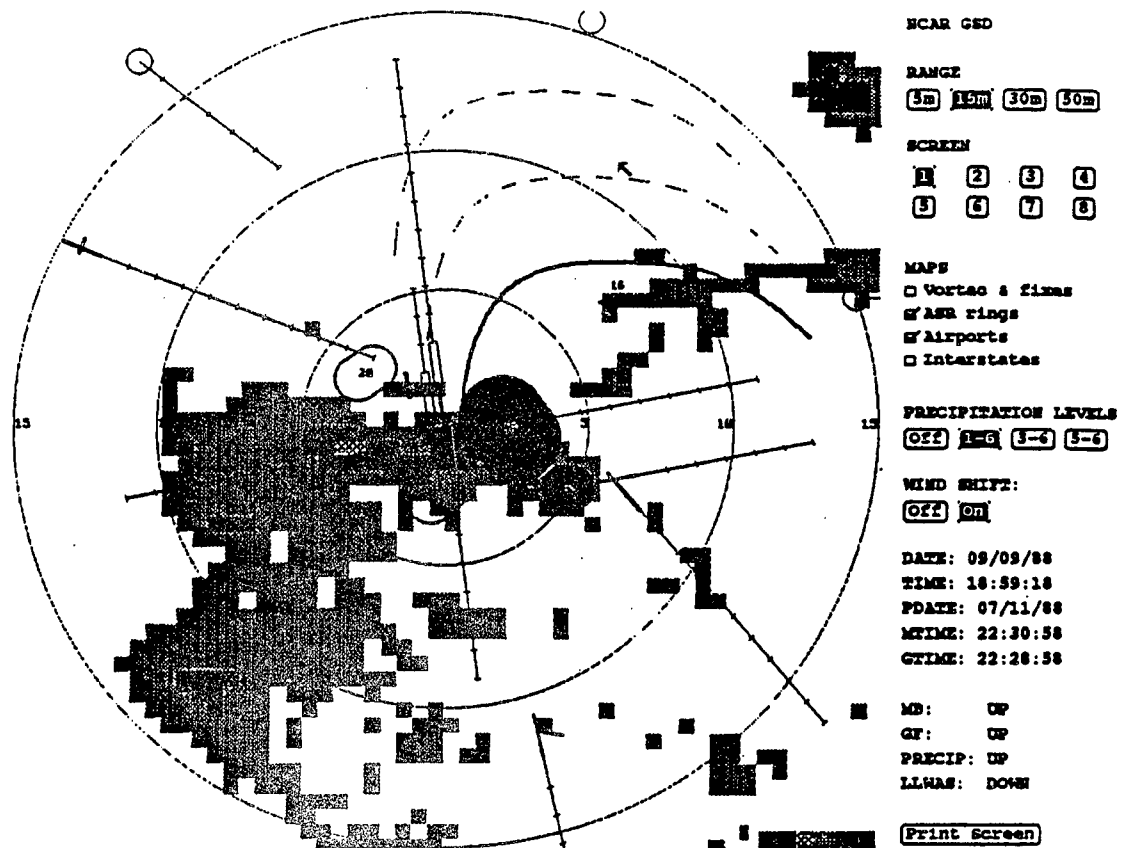 NCAR GSD
RANGE
5m 15m 30m 50m
SCREEN
1 2 3 4
5 6 7 8
MAPS
Vortac & fixes
ASR rings
Airports
Interstates
PRECIPITATION LEVELS
Off 1-6 3-6 5-6
WIND SHIFT:
Off On
DATE: 09/09/88
TIME: 18:59:18
PDATE: 07/11/88
MTIME: 22:30:58
GTIME: 22:28:58
MB: UP
GF: UP
PRECIP: UP
LLWAS: DOWN
Print Screen
15
28
16
5
10
15